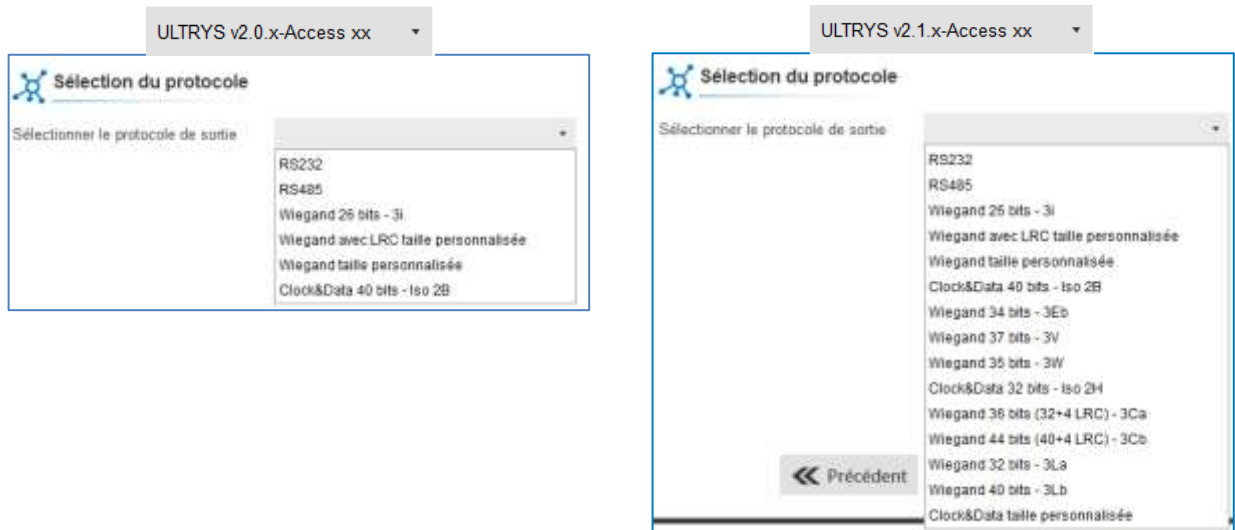 ULTRYS v2.0.x-Access xx
Sélection du protocole
Sélectionner le protocole de sortie
RS232
RS485
Wiegand 26 bits - 3i
Wiegand avec LRC taille personnalisée
Wiegand taille personnalisée
Clock&Data 40 bits - Iso 2B
ULTRYS v2.1.x-Access xx
Sélection du protocole
Sélectionner le protocole de sortie
RS232
RS485
Wiegand 26 bits - 3i
Wiegand avec LRC taille personnalisée
Wiegand taille personnalisée
Clock&Data 40 bits - Iso 2B
Wiegand 34 bits - 3Eb
Wiegand 37 bits - 3V
Wiegand 35 bits - 3W
Clock&Data 32 bits - Iso 2H
Wiegand 36 bits (32+4 LRC) - 3Ca
Wiegand 44 bits (40+4 LRC) - 3Cb
Wiegand 32 bits - 3La
Wiegand 40 bits - 3Lb
Clock&Data taille personnalisée
Précédent